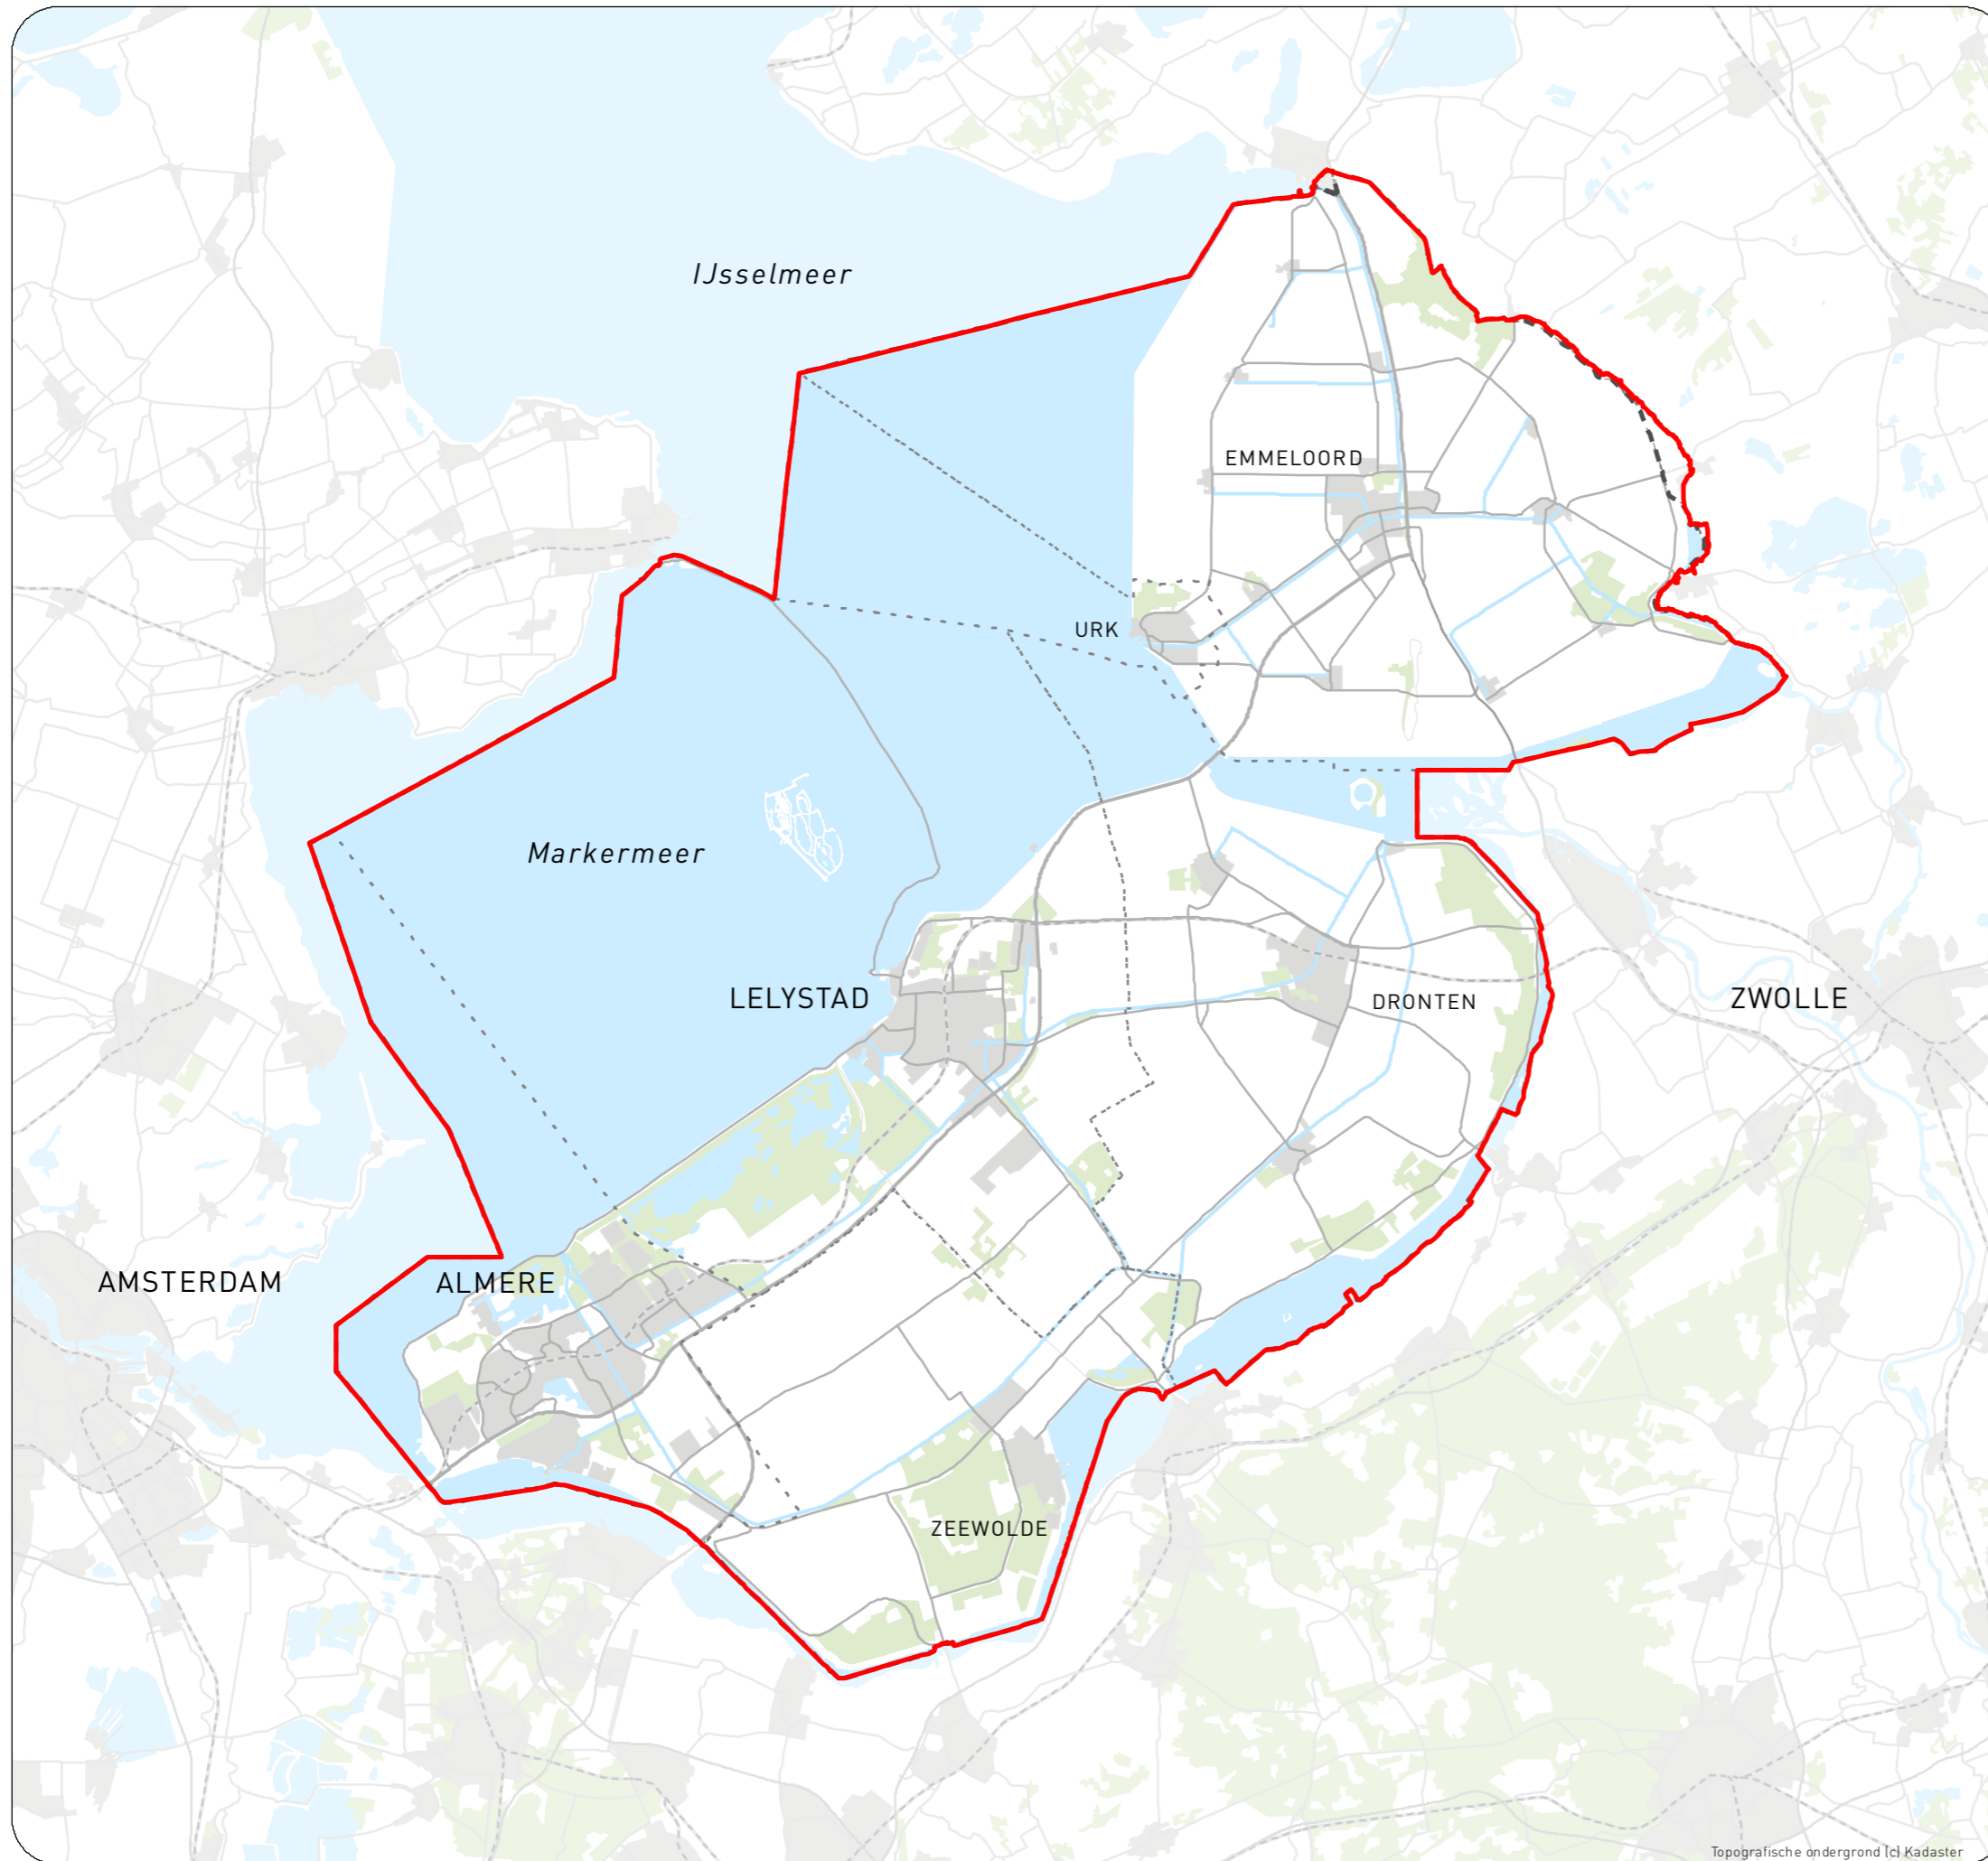 IJsselmeer
EMMELOORD
URK
Markermeer
LELYSTAD
DRONTEN
ZWOLLE
AMSTERDAM
ALMERE
ZEEWOLDE
Topografische ondergrond (c) Kadaster